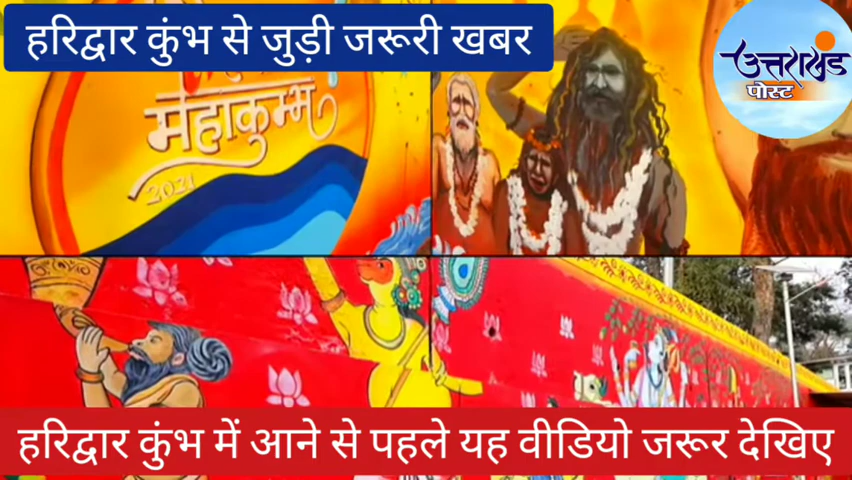 हरिद्वार कुंभ से जुड़ी जरूरी खबर
उत्तराखंड
पोस्ट
महाकुम्भ
2021
हरिद्वार कुंभ में आने से पहले यह वीडियो जरूर देखिए